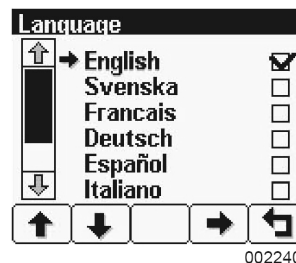 Language
English
Svenska
Francais
Deutsch
Español
Italiano
002240